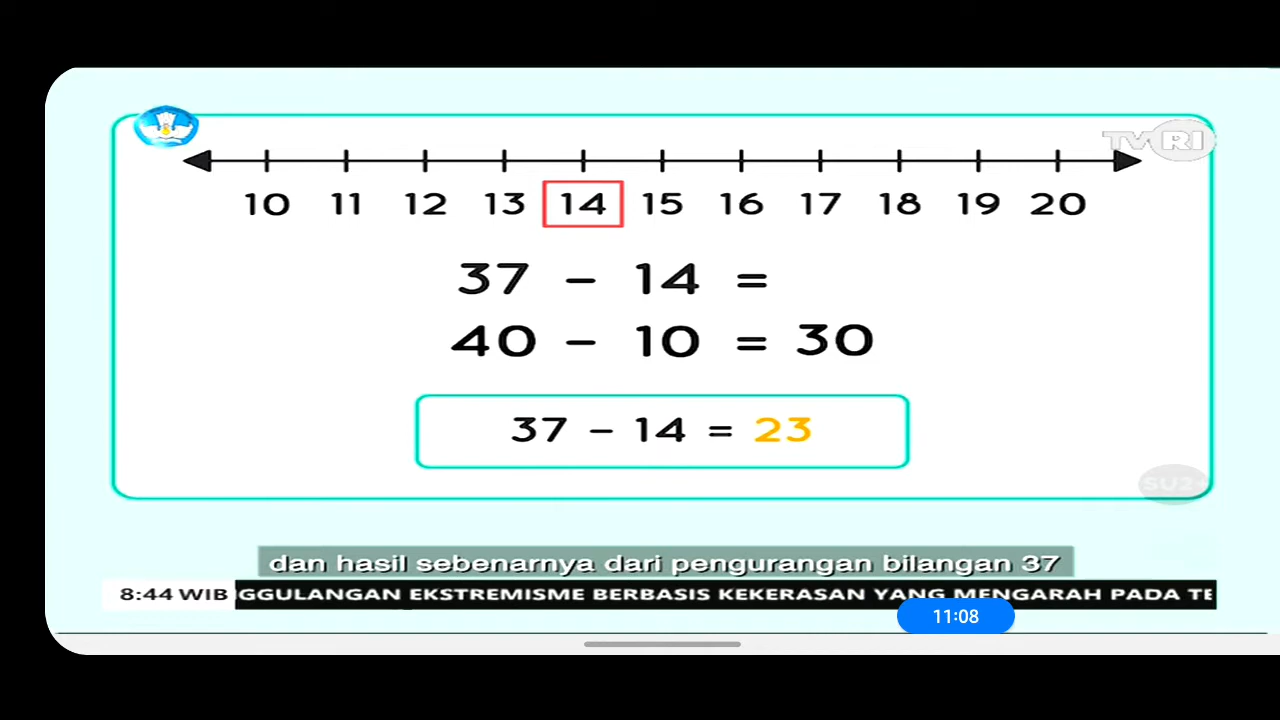 TVRI
10 11 12 13 14 15 16 17 18 19 20
37 - 14 =
40 - 10 = 30
37 - 14 = 23
dan hasil sebenarnya dari pengurangan bilangan 37
8:44 WIB GGULANGAN EKSTREMISME BERBASIS KEKERASAN YANG MENGARAH PADA TE
11:08